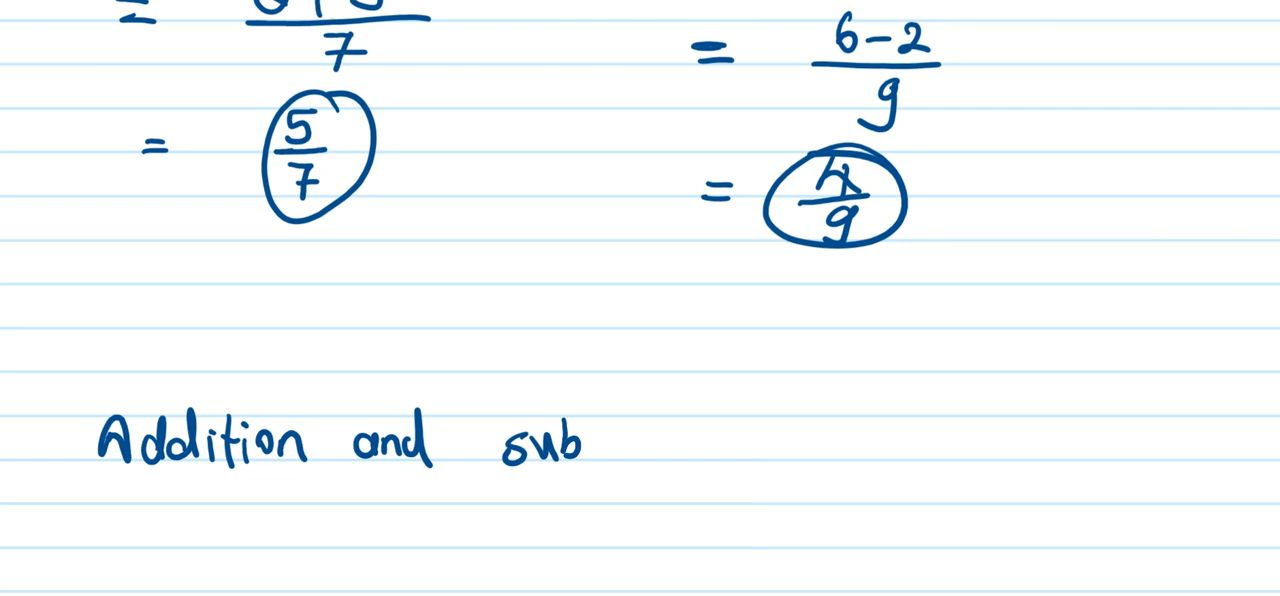 = 7
= 5/7
= 6-2/9
= 4/9
Addition and sub